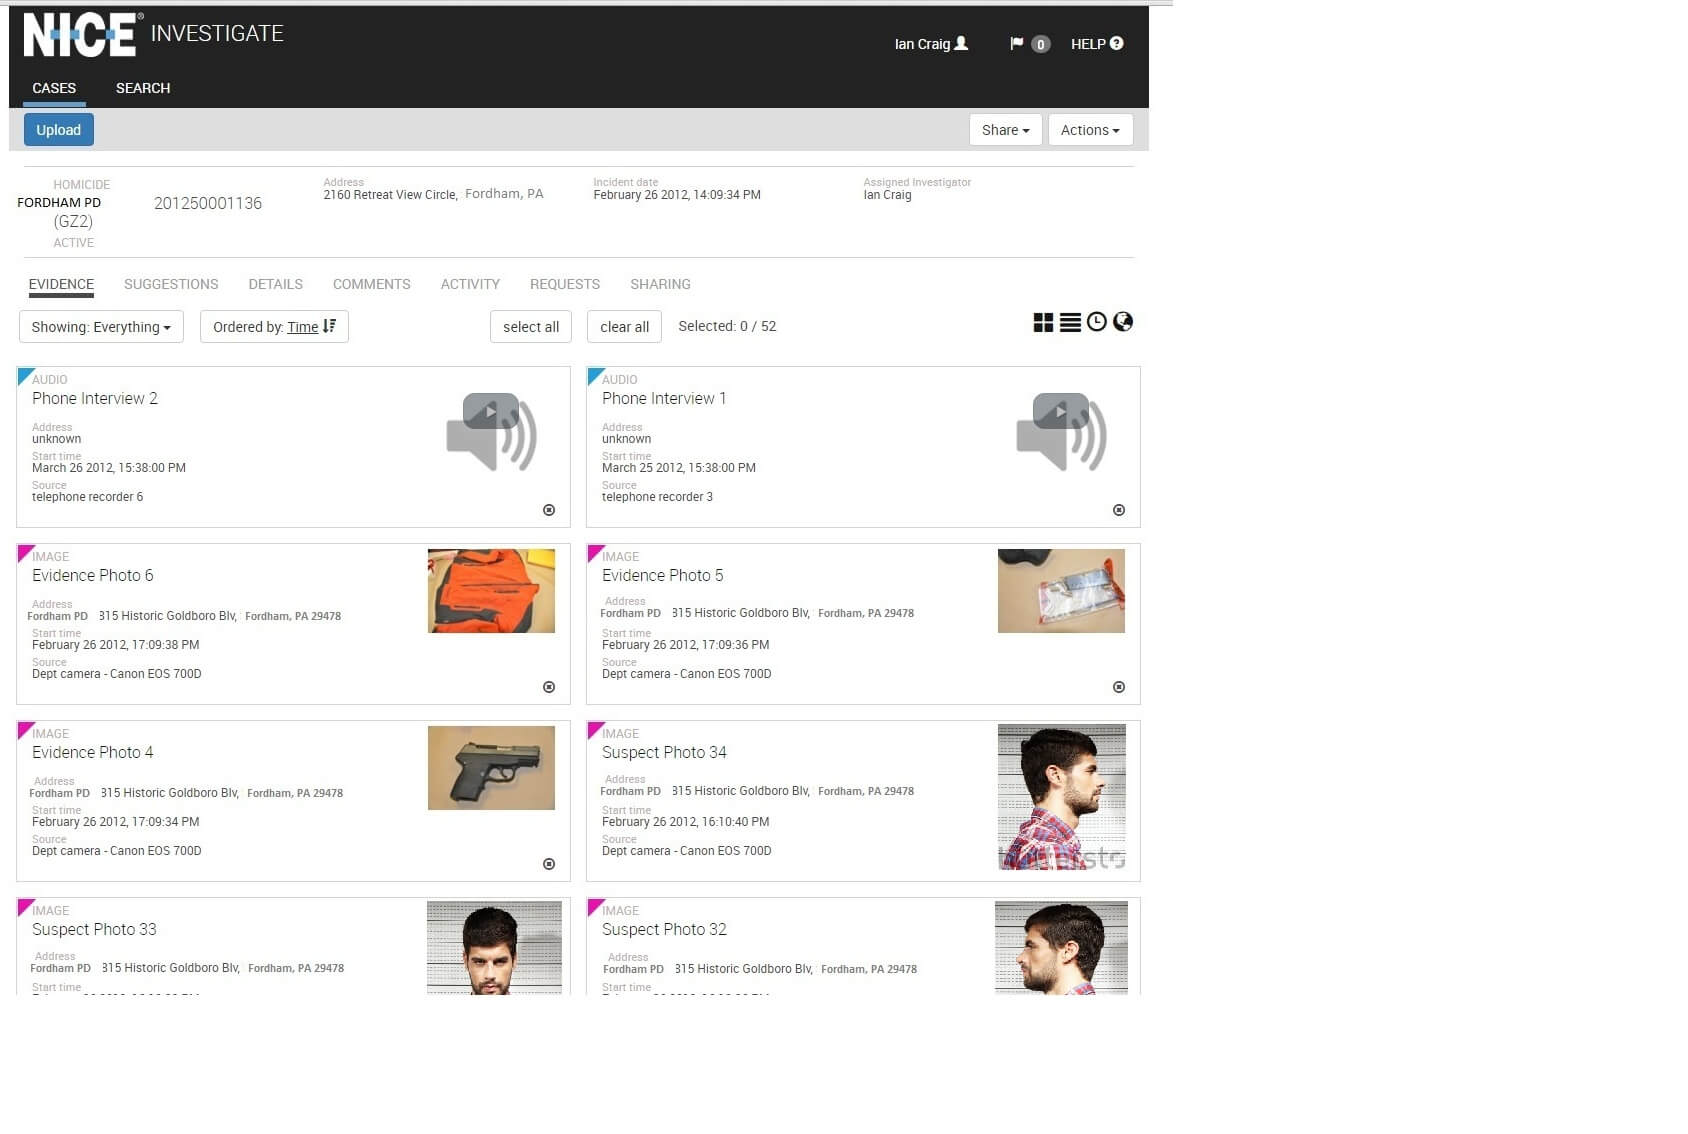 NICE® INVESTIGATE
Ian Craig 0 HELP
CASES SEARCH
Upload Share Actions
HOMICIDE
FORDHAM PD
(GZ2)
ACTIVE
201250001136
Address
2160 Retreat View Circle, Fordham, PA
Incident date
February 26 2012, 14:09:34 PM
Assigned Investigator
Ian Craig
EVIDENCE SUGGESTIONS DETAILS COMMENTS ACTIVITY REQUESTS SHARING
Showing: Everything Ordered by: Time select all clear all Selected: 0 / 52
AUDIO
Phone Interview 2
Address
unknown
Start time
March 26 2012, 15:38:00 PM
Source
telephone recorder 6
AUDIO
Phone Interview 1
Address
unknown
Start time
March 25 2012, 15:38:00 PM
Source
telephone recorder 3
IMAGE
Evidence Photo 6
Address
Fordham PD 315 Historic Goldboro Blv, Fordham, PA 29478
Start time
February 26 2012, 17:09:38 PM
Source
Dept camera - Canon EOS 700D
IMAGE
Evidence Photo 5
Address
Fordham PD 315 Historic Goldboro Blv, Fordham, PA 29478
Start time
February 26 2012, 17:09:36 PM
Source
Dept camera - Canon EOS 700D
IMAGE
Evidence Photo 4
Address
Fordham PD 315 Historic Goldboro Blv, Fordham, PA 29478
Start time
February 26 2012, 17:09:34 PM
Source
Dept camera - Canon EOS 700D
IMAGE
Suspect Photo 34
Address
Fordham PD 315 Historic Goldboro Blv, Fordham, PA 29478
Start time
February 26 2012, 16:10:40 PM
Source
Dept camera - Canon EOS 700D
IMAGE
Suspect Photo 33
Address
Fordham PD 315 Historic Goldboro Blv, Fordham, PA 29478
Start time
IMAGE
Suspect Photo 32
Address
Fordham PD 315 Historic Goldboro Blv, Fordham, PA 29478
Start time